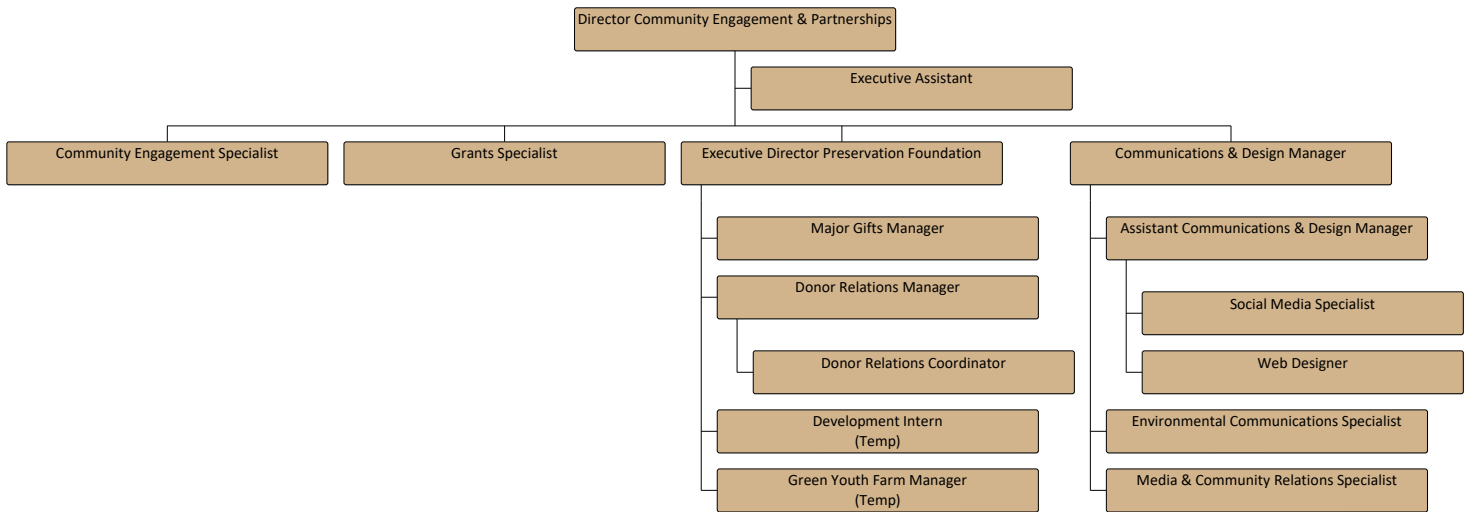 Director Community Engagement & Partnerships
Executive Assistant
Community Engagement Specialist
Grants Specialist
Executive Director Preservation Foundation
Communications & Design Manager
Major Gifts Manager
Assistant Communications & Design Manager
Donor Relations Manager
Social Media Specialist
Donor Relations Coordinator
Web Designer
Development Intern
(Temp)
Environmental Communications Specialist
Green Youth Farm Manager
(Temp)
Media & Community Relations Specialist